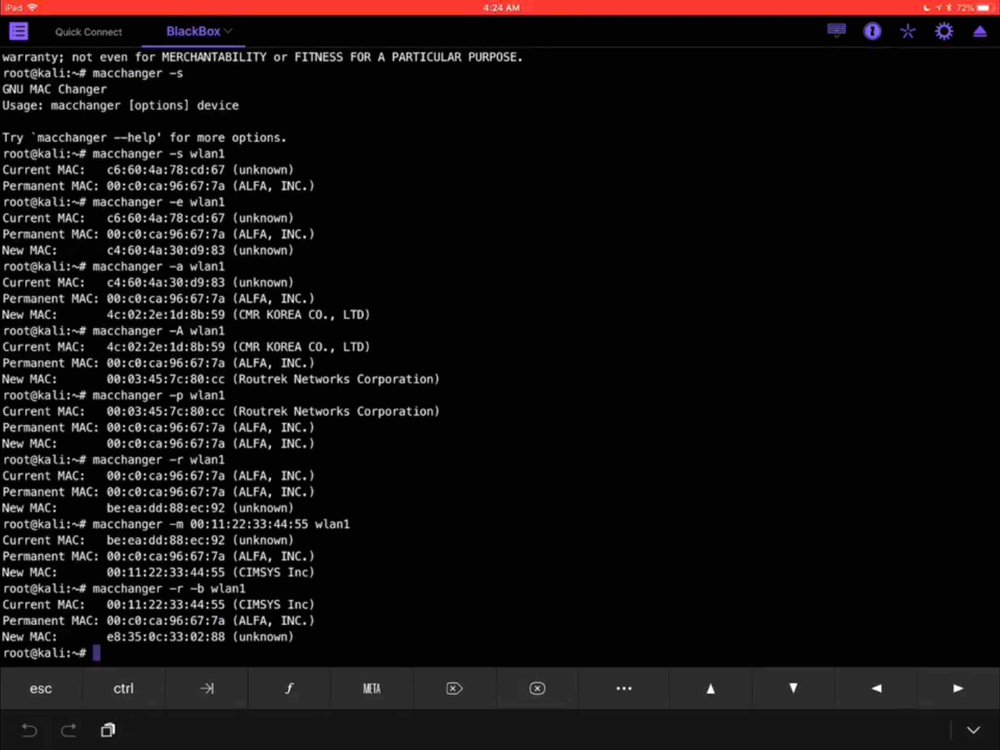 iPad 4:24 AM 72%
Quick Connect BlackBox
warranty; not even for MERCHANTABILITY or FITNESS FOR A PARTICULAR PURPOSE.
root@kali:~# macchanger -s
GNU MAC Changer
Usage: macchanger [options] device
Try `macchanger --help' for more options.
root@kali:~# macchanger -s wlan1
Current MAC:   c6:60:4a:78:cd:67 (unknown)
Permanent MAC: 00:c0:ca:96:67:7a (ALFA, INC.)
root@kali:~# macchanger -e wlan1
Current MAC:   c6:60:4a:78:cd:67 (unknown)
Permanent MAC: 00:c0:ca:96:67:7a (ALFA, INC.)
New MAC:       c4:60:4a:30:d9:83 (unknown)
root@kali:~# macchanger -a wlan1
Current MAC:   c4:60:4a:30:d9:83 (unknown)
Permanent MAC: 00:c0:ca:96:67:7a (ALFA, INC.)
New MAC:       4c:02:2e:1d:8b:59 (CMR KOREA CO., LTD)
root@kali:~# macchanger -A wlan1
Current MAC:   4c:02:2e:1d:8b:59 (CMR KOREA CO., LTD)
Permanent MAC: 00:c0:ca:96:67:7a (ALFA, INC.)
New MAC:       00:03:45:7c:80:cc (Routrek Networks Corporation)
root@kali:~# macchanger -p wlan1
Current MAC:   00:03:45:7c:80:cc (Routrek Networks Corporation)
Permanent MAC: 00:c0:ca:96:67:7a (ALFA, INC.)
New MAC:       00:c0:ca:96:67:7a (ALFA, INC.)
root@kali:~# macchanger -r wlan1
Current MAC:   00:c0:ca:96:67:7a (ALFA, INC.)
Permanent MAC: 00:c0:ca:96:67:7a (ALFA, INC.)
New MAC:       be:ea:dd:88:ec:92 (unknown)
root@kali:~# macchanger -m 00:11:22:33:44:55 wlan1
Current MAC:   be:ea:dd:88:ec:92 (unknown)
Permanent MAC: 00:c0:ca:96:67:7a (ALFA, INC.)
New MAC:       00:11:22:33:44:55 (CIMSYS Inc)
root@kali:~# macchanger -r -b wlan1
Current MAC:   00:11:22:33:44:55 (CIMSYS Inc)
Permanent MAC: 00:c0:ca:96:67:7a (ALFA, INC.)
New MAC:       e8:35:0c:33:02:88 (unknown)
root@kali:~#
esc ctrl f META